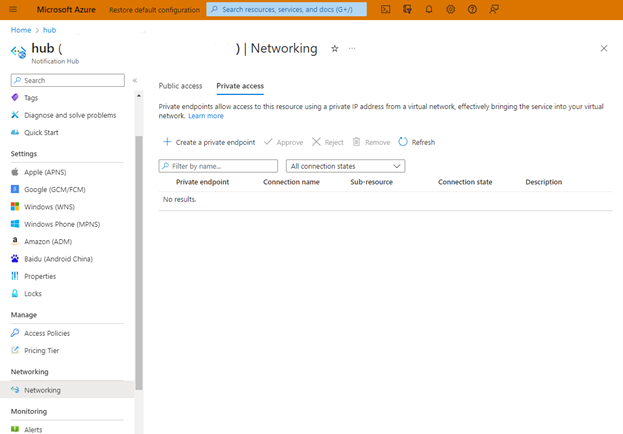 Microsoft Azure
Restore default configuration
Search resources, services, and docs (G+/)
Home > hub
hub (
) | Networking
Notification Hub
Search
Tags
Diagnose and solve problems
Quick Start
Settings
Apple (APNS)
Google (GCM/FCM)
Windows (WNS)
Windows Phone (MPNS)
Amazon (ADM)
Baidu (Android China)
Properties
Locks
Manage
Access Policies
Pricing Tier
Networking
Networking
Monitoring
Alerts
Public access
Private access
Private endpoints allow access to this resource using a private IP address from a virtual network, effectively bringing the service into your virtual
network. Learn more
Create a private endpoint
Approve
Reject
Remove
Refresh
Filter by name...
All connection states
Private endpoint
Connection name
Sub-resource
Connection state
Description
No results.